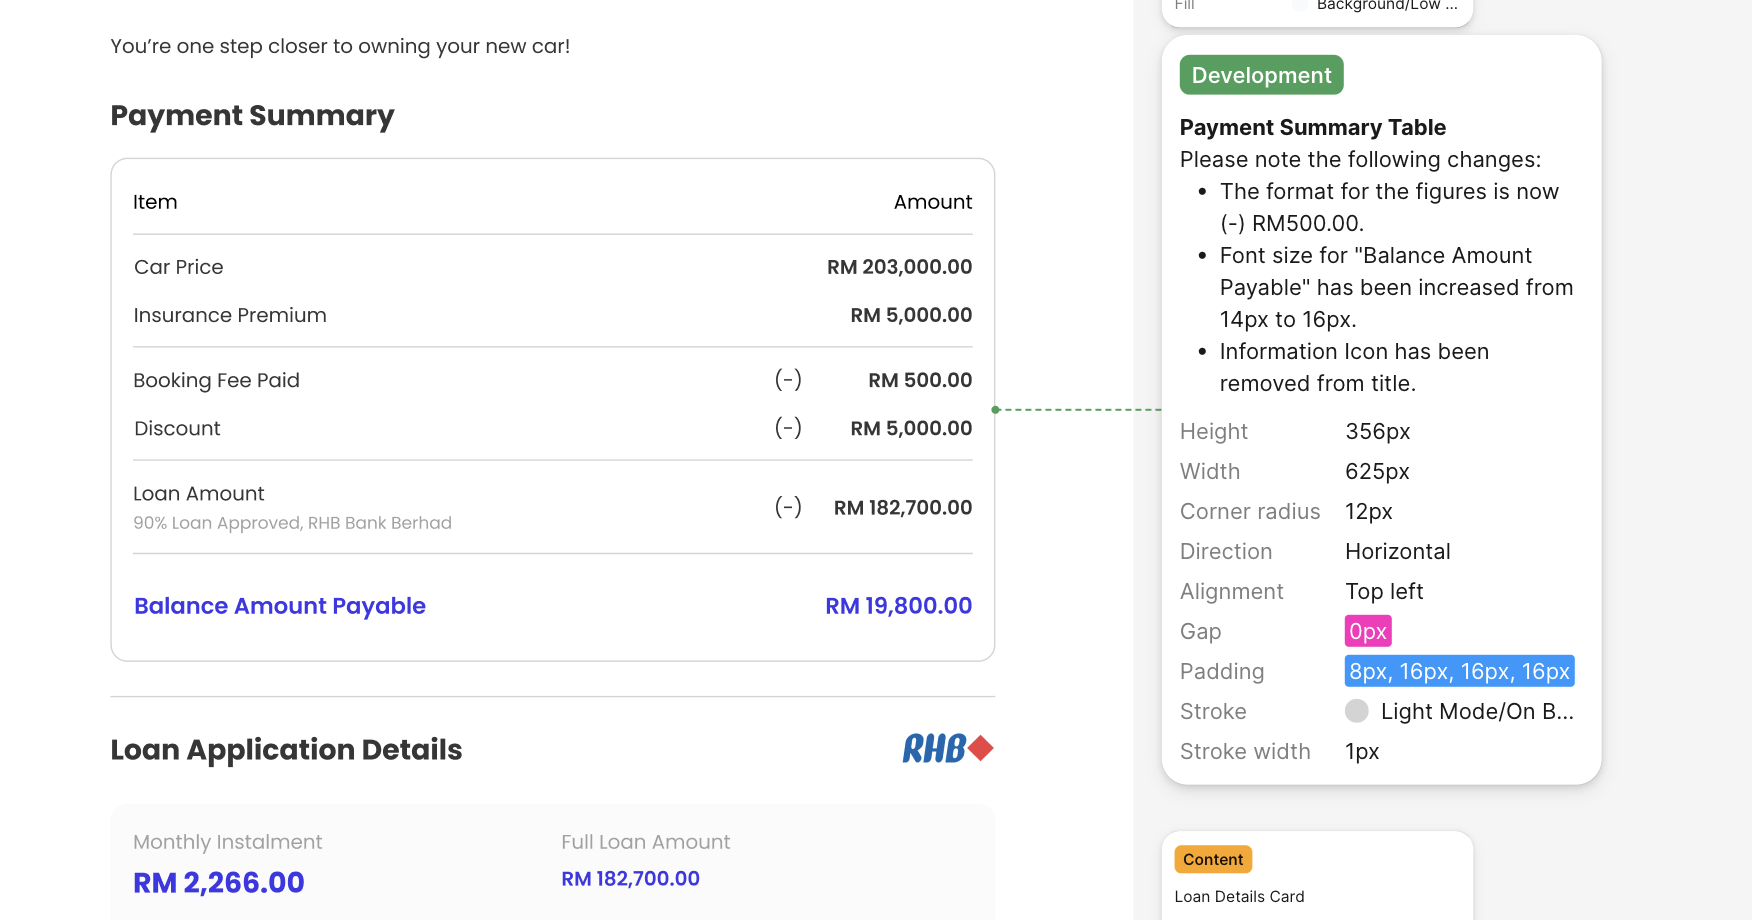 You're one step closer to owning your new car!
Payment Summary
Item Amount
Car Price RM 203,000.00
Insurance Premium RM 5,000.00
Booking Fee Paid (-) RM 500.00
Discount (-) RM 5,000.00
Loan Amount
90% Loan Approved, RHB Bank Berhad
(-) RM 182,700.00
Balance Amount Payable RM 19,800.00
Loan Application Details RHB
Monthly Instalment Full Loan Amount
RM 2,266.00 RM 182,700.00
Fill Background/Low ...
Development
Payment Summary Table
Please note the following changes:
• The format for the figures is now
(-) RM500.00.
• Font size for "Balance Amount
Payable" has been increased from
14px to 16px.
• Information Icon has been
removed from title.
Height 356px
Width 625px
Corner radius 12px
Direction Horizontal
Alignment Top left
Gap 0px
Padding 8px, 16px, 16px, 16px
Stroke Light Mode/On B...
Stroke width 1px
Content
Loan Details Card